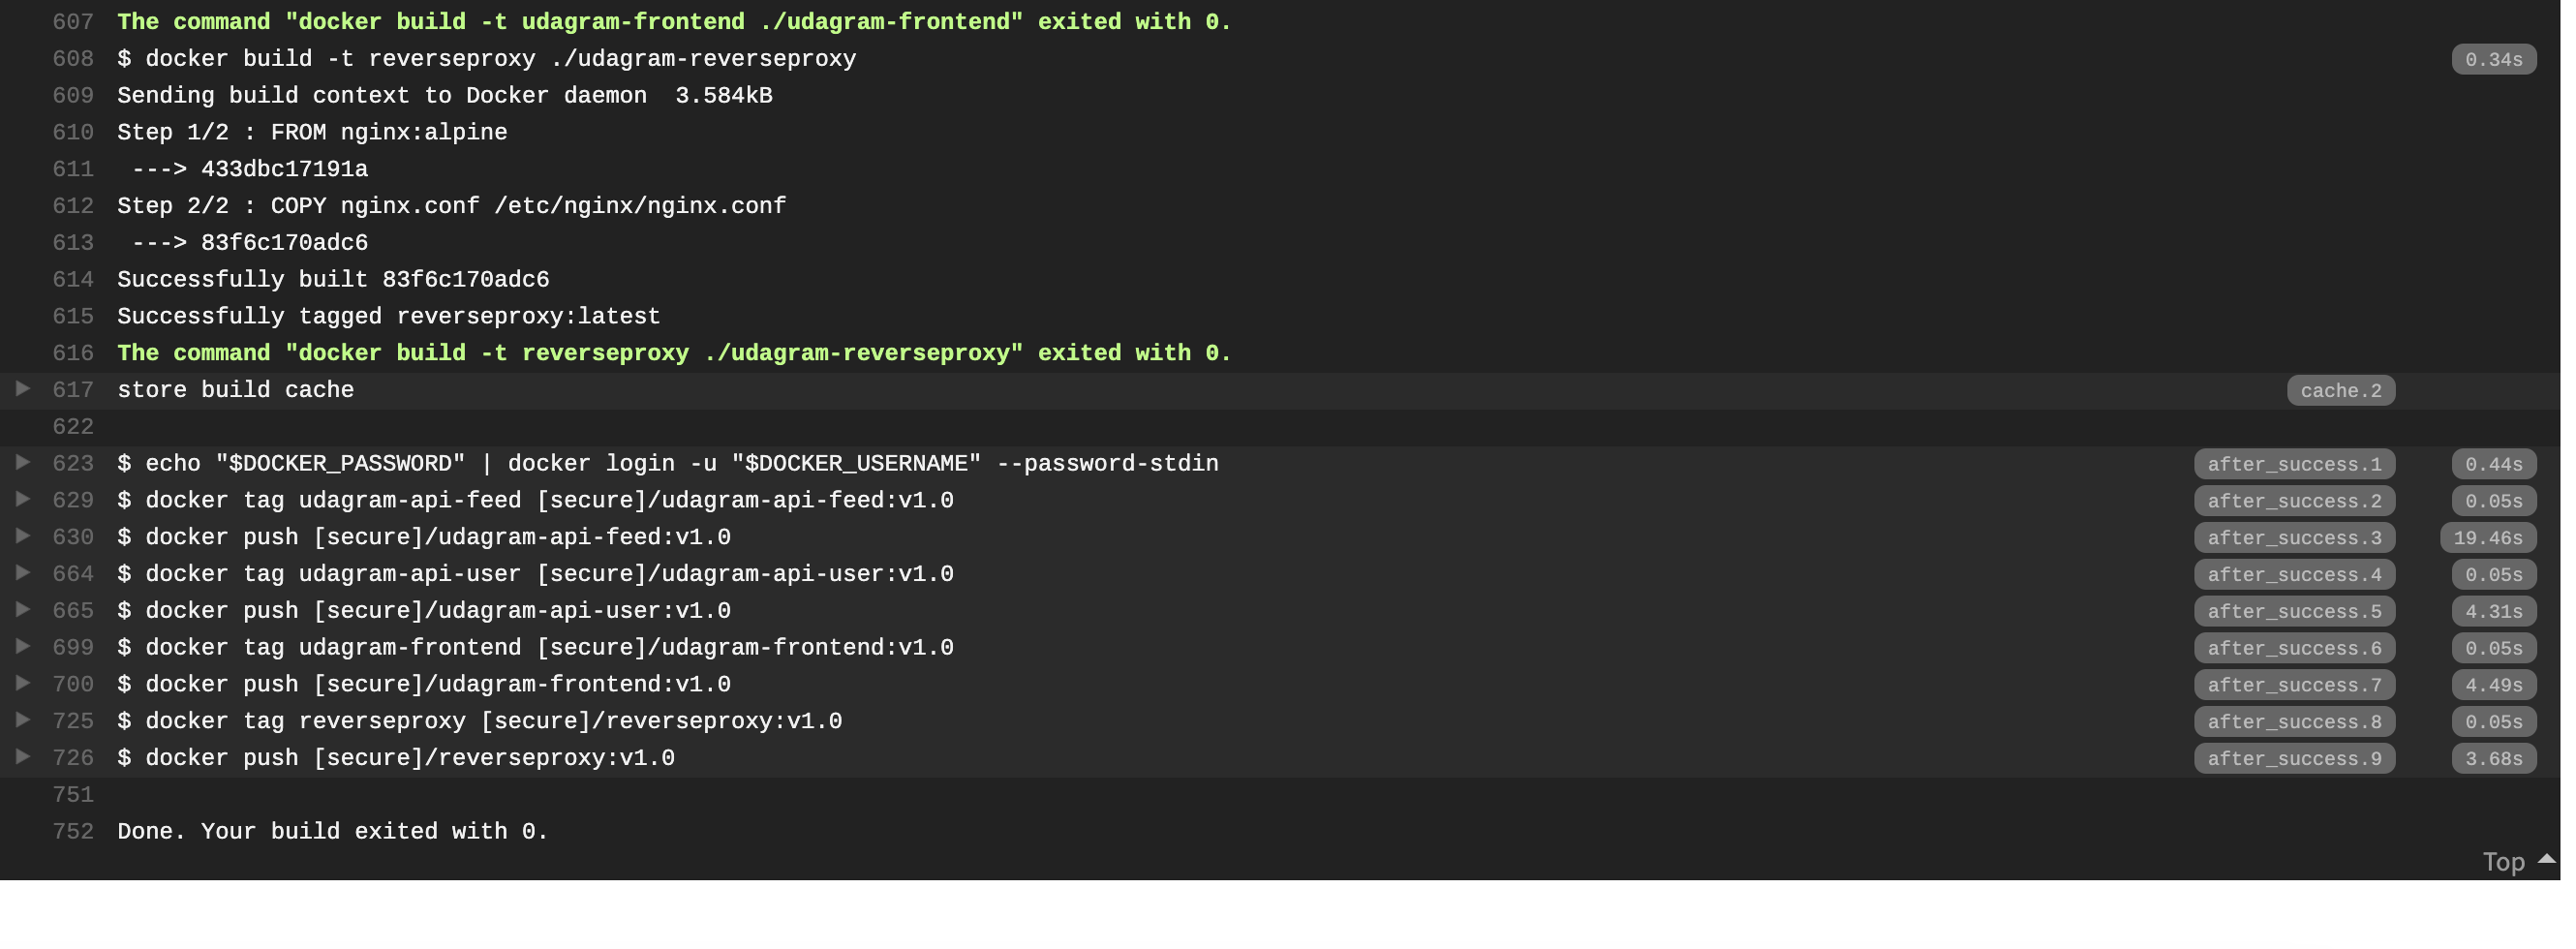 607 The command "docker build -t udagram-frontend ./udagram-frontend" exited with 0.
608 $ docker build -t reverseproxy ./udagram-reverseproxy 0.34s
609 Sending build context to Docker daemon  3.584kB
610 Step 1/2 : FROM nginx:alpine
611  ---> 433dbc17191a
612 Step 2/2 : COPY nginx.conf /etc/nginx/nginx.conf
613  ---> 83f6c170adc6
614 Successfully built 83f6c170adc6
615 Successfully tagged reverseproxy:latest
616 The command "docker build -t reverseproxy ./udagram-reverseproxy" exited with 0.
617 store build cache cache.2
622
623 $ echo "$DOCKER_PASSWORD" | docker login -u "$DOCKER_USERNAME" --password-stdin after_success.1 0.44s
629 $ docker tag udagram-api-feed [secure]/udagram-api-feed:v1.0 after_success.2 0.05s
630 $ docker push [secure]/udagram-api-feed:v1.0 after_success.3 19.46s
664 $ docker tag udagram-api-user [secure]/udagram-api-user:v1.0 after_success.4 0.05s
665 $ docker push [secure]/udagram-api-user:v1.0 after_success.5 4.31s
699 $ docker tag udagram-frontend [secure]/udagram-frontend:v1.0 after_success.6 0.05s
700 $ docker push [secure]/udagram-frontend:v1.0 after_success.7 4.49s
725 $ docker tag reverseproxy [secure]/reverseproxy:v1.0 after_success.8 0.05s
726 $ docker push [secure]/reverseproxy:v1.0 after_success.9 3.68s
751
752 Done. Your build exited with 0.
Top